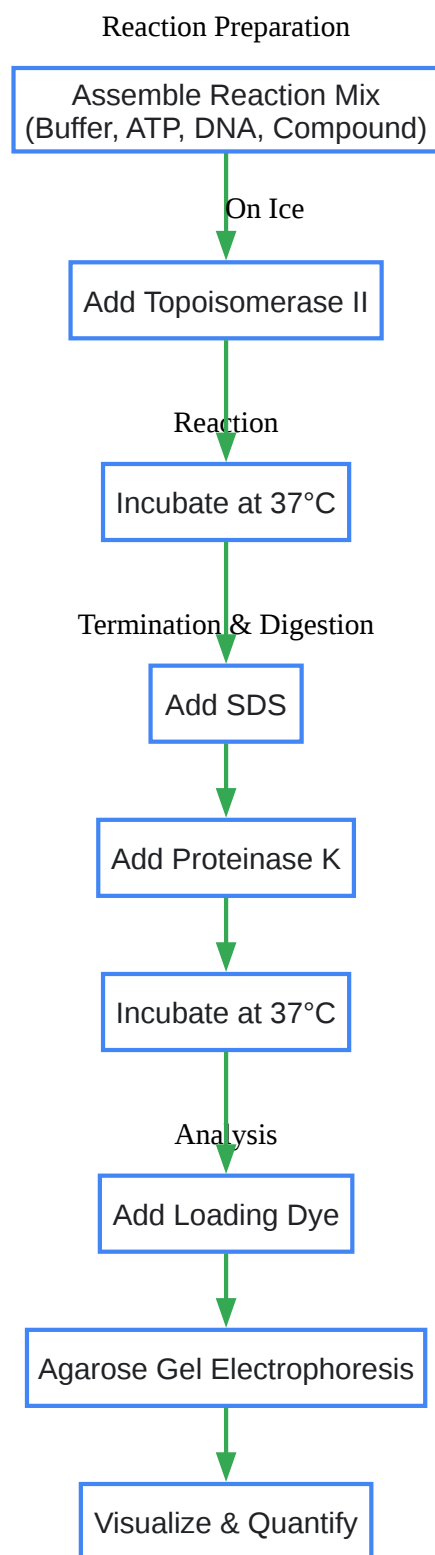 Reaction Preparation
Assemble Reaction Mix
(Buffer, ATP, DNA, Compound)
On Ice
Add Topoisomerase II
Reaction
Incubate at 37°C
Termination & Digestion
Add SDS
Add Proteinase K
Incubate at 37°C
Analysis
Add Loading Dye
Agarose Gel Electrophoresis
Visualize & Quantify